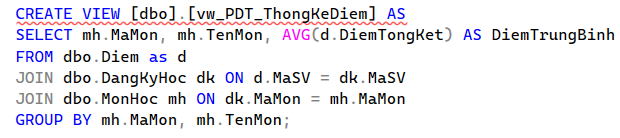 CREATE VIEW [dbo].[vw_PDT_ThongKeDiem] AS
SELECT mh.MaMon, mh.TenMon, AVG(d.DiemTongKet) AS DiemTrungBinh
FROM dbo.Diem as d
JOIN dbo.DangKyHoc dk ON d.MaSV = dk.MaSV
JOIN dbo.MonHoc mh ON dk.MaMon = mh.MaMon
GROUP BY mh.MaMon, mh.TenMon;